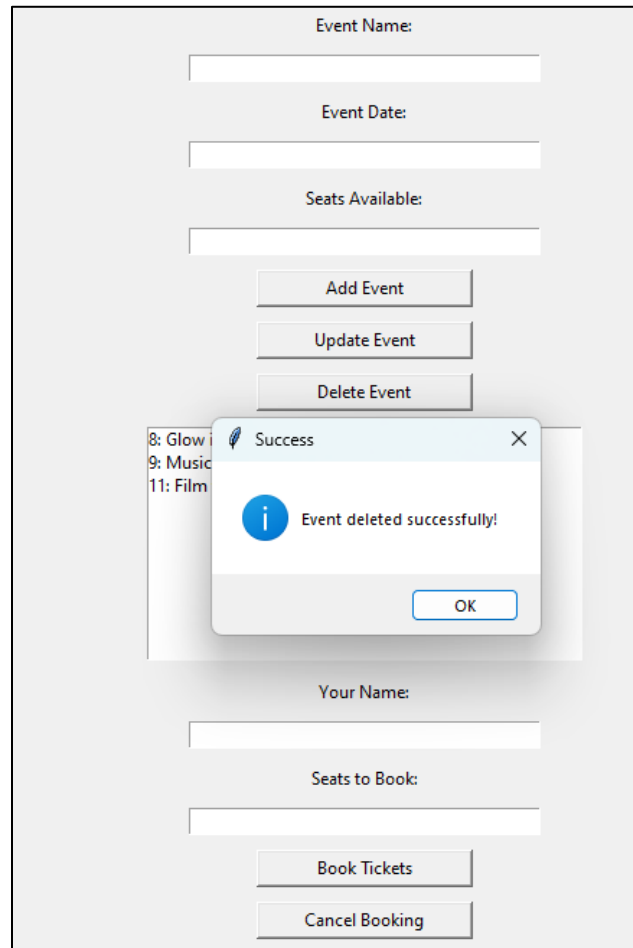 Event Name:
Event Date:
Seats Available:
Add Event
Update Event
Delete Event
8: Glow
9: Music
11: Film
Success
Event deleted successfully!
OK
Your Name:
Seats to Book:
Book Tickets
Cancel Booking